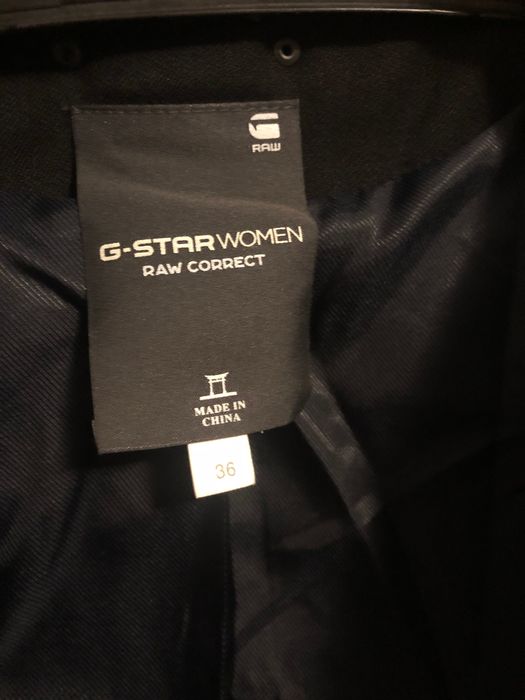 RAW
G-STAR WOMEN
RAW CORRECT
MADE IN
CHINA
36